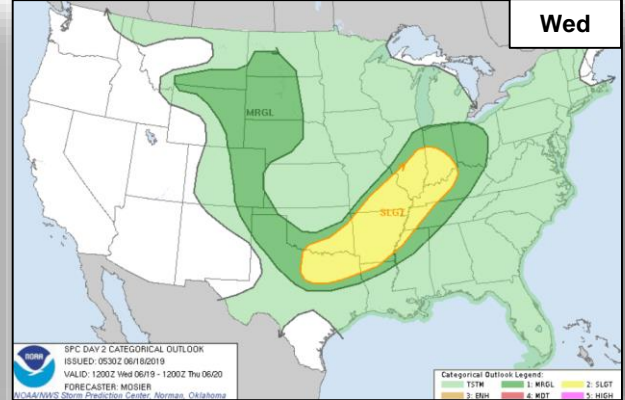 Wed
MRGL
SLGT
NOAA
SPC DAY 2 CATEGORICAL OUTLOOK
ISSUED: 0530Z 06/18/2019
VALID: 1200Z Wed 06/19 - 1200Z Thu 06/20
FORECASTER: MOSIER
NOAA/NWS Storm Prediction Center, Norman, Oklahoma
Categorical Outlook Legend:
TSTM 1: MRGL 2: SLGT
3: ENH 4: MDT 5: HIGH